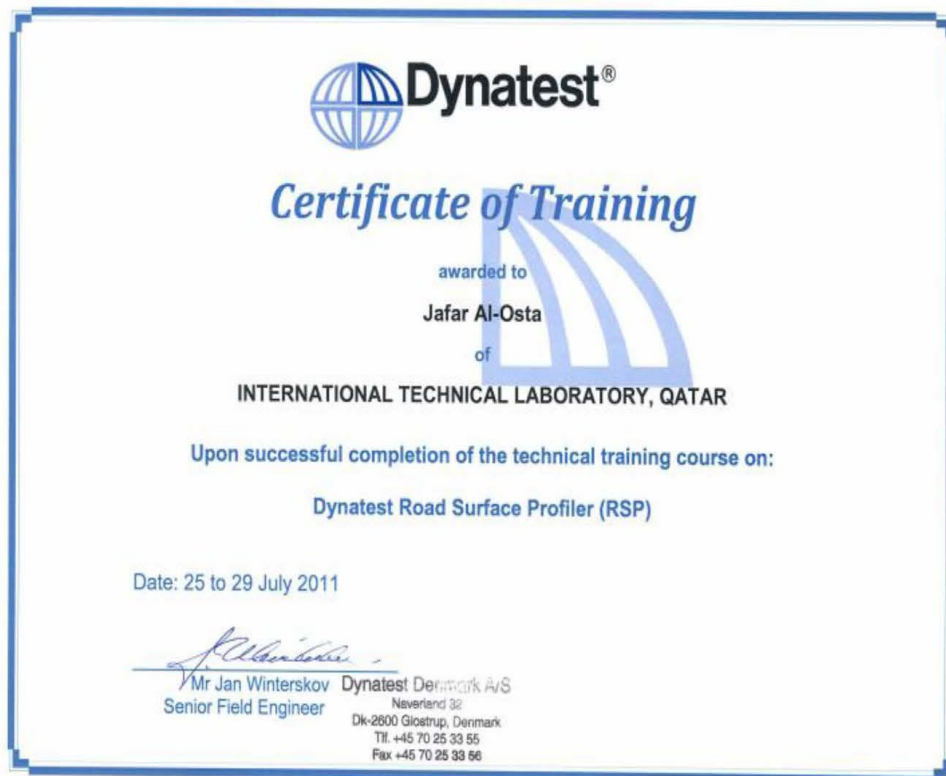 Dynatest®
Certificate of Training
awarded to
Jafar Al-Osta
of
INTERNATIONAL TECHNICAL LABORATORY, QATAR
Upon successful completion of the technical training course on:
Dynatest Road Surface Profiler (RSP)
Date: 25 to 29 July 2011
Mr Jan Winterskov
Senior Field Engineer
Dynatest Denmark A/S
Naverland 32
Dk-2600 Glostrup, Denmark
Tlf. +45 70 25 33 55
Fax +45 70 25 33 56